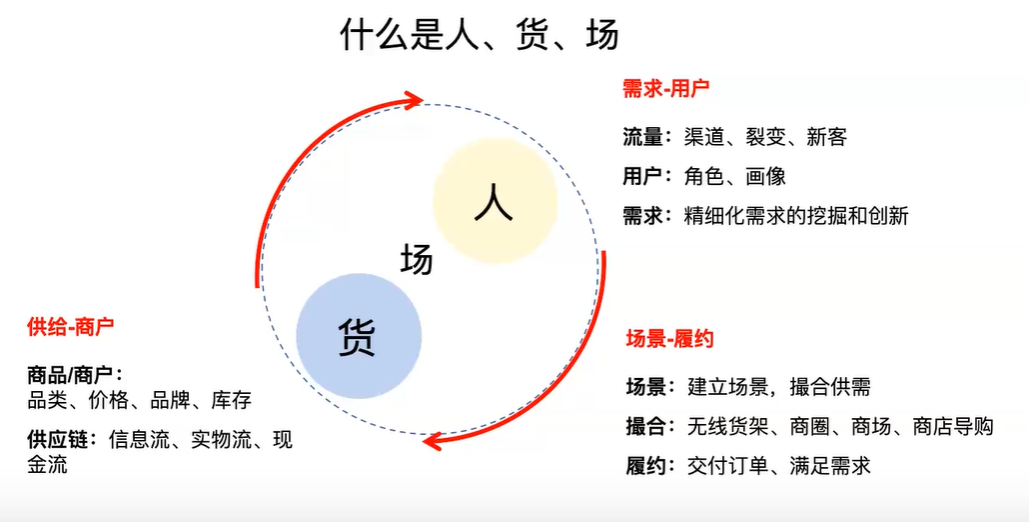 什么是人、货、场
需求-用户
流量：渠道、裂变、新客
用户：角色、画像
需求：精细化需求的挖掘和创新
人
场
货
供给-商户
商品/商户：
品类、价格、品牌、库存
供应链：信息流、实物流、现
金流
场景-履约
场景：建立场景，撮合供需
撮合：无线货架、商圈、商场、商店导购
履约：交付订单、满足需求